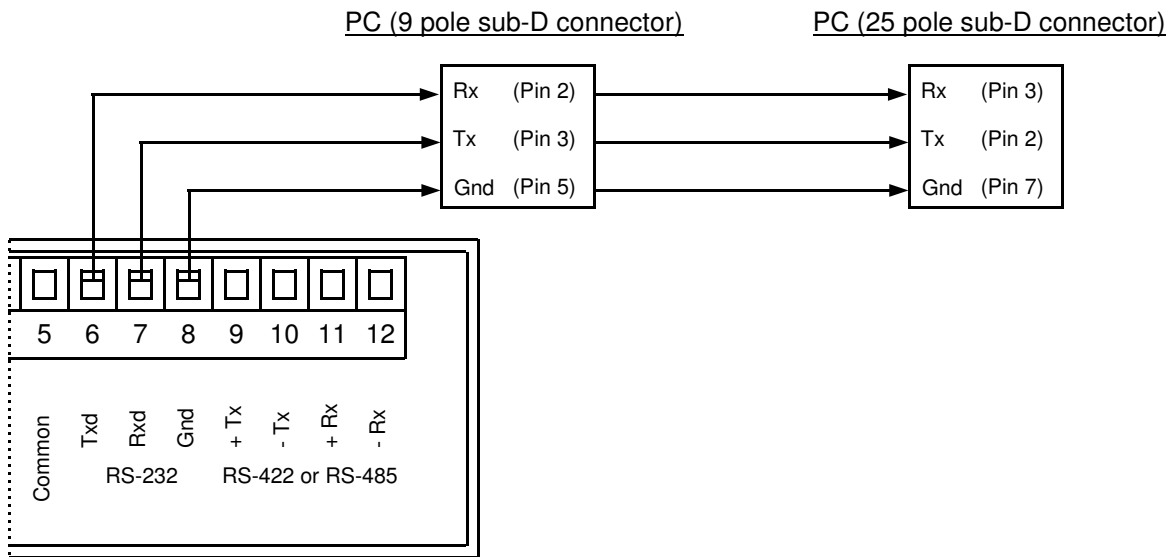 PC (9 pole sub-D connector) PC (25 pole sub-D connector)
Rx (Pin 2) Rx (Pin 3)
Tx (Pin 3) Tx (Pin 2)
Gnd (Pin 5) Gnd (Pin 7)
5 6 7 8 9 10 11 12
Common Txd Rxd Gnd + Tx - Tx + Rx - Rx
RS-232 RS-422 or RS-485